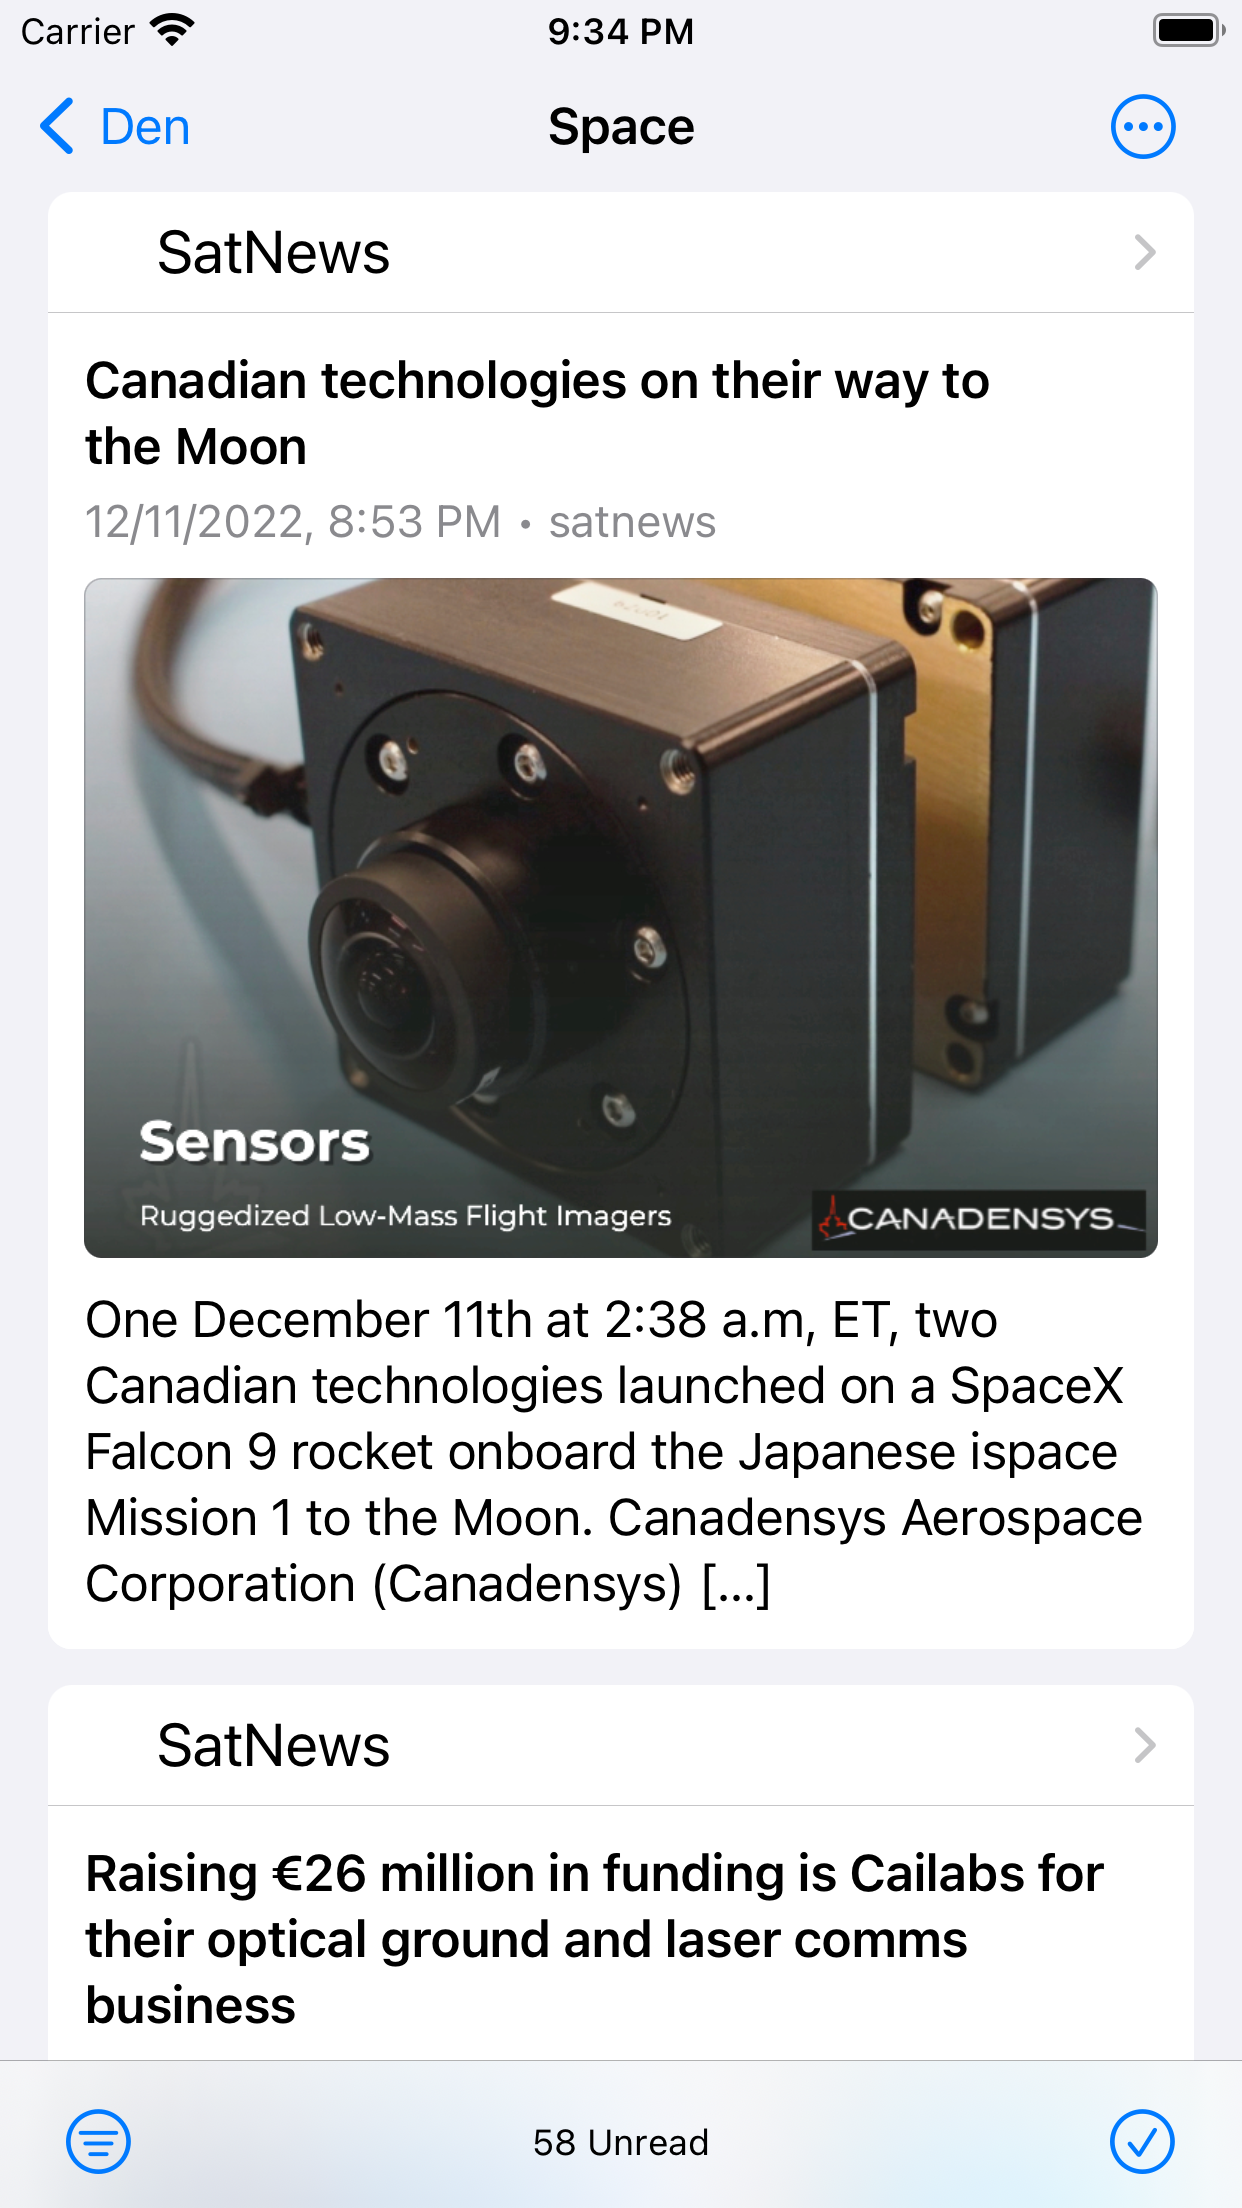 Carrier
9:34 PM
Den
Space
SatNews
Canadian technologies on their way to
the Moon
12/11/2022, 8:53 PM • satnews
Sensors
Ruggedized Low-Mass Flight Imagers
CANADENSYS
One December 11th at 2:38 a.m, ET, two
Canadian technologies launched on a SpaceX
Falcon 9 rocket onboard the Japanese ispace
Mission 1 to the Moon. Canadensys Aerospace
Corporation (Canadensys) [...]
SatNews
Raising €26 million in funding is Cailabs for
their optical ground and laser comms
business
58 Unread